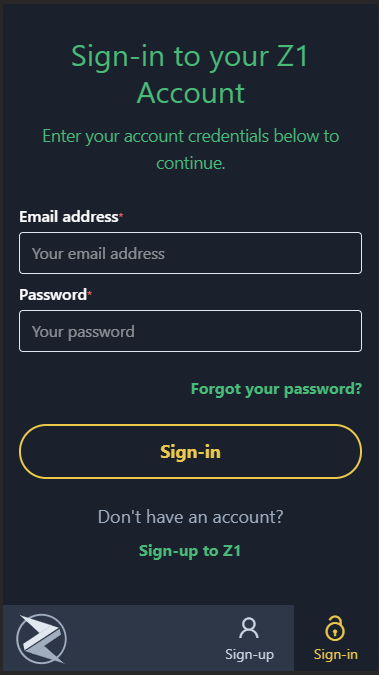 Sign-in to your Z1
Account
Enter your account credentials below to
continue.
Email address*
Your email address
Password*
Your password
Forgot your password?
Sign-in
Don't have an account?
Sign-up to Z1
Sign-up
Sign-in